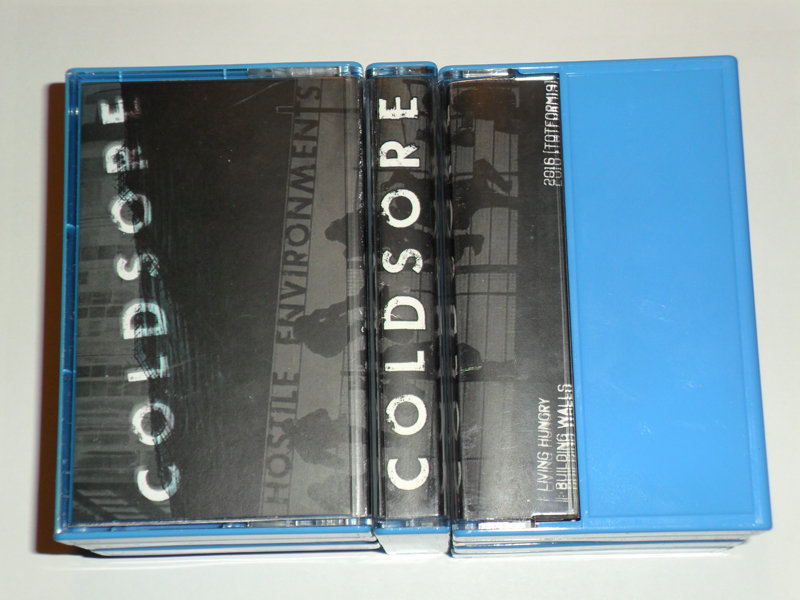 COLDSORE
HOSTILE ENVIRONMENTS
COLDSORE
2016 [TOTFORM19]
| LIVING HUNGRY
|: BUILDING WALLS